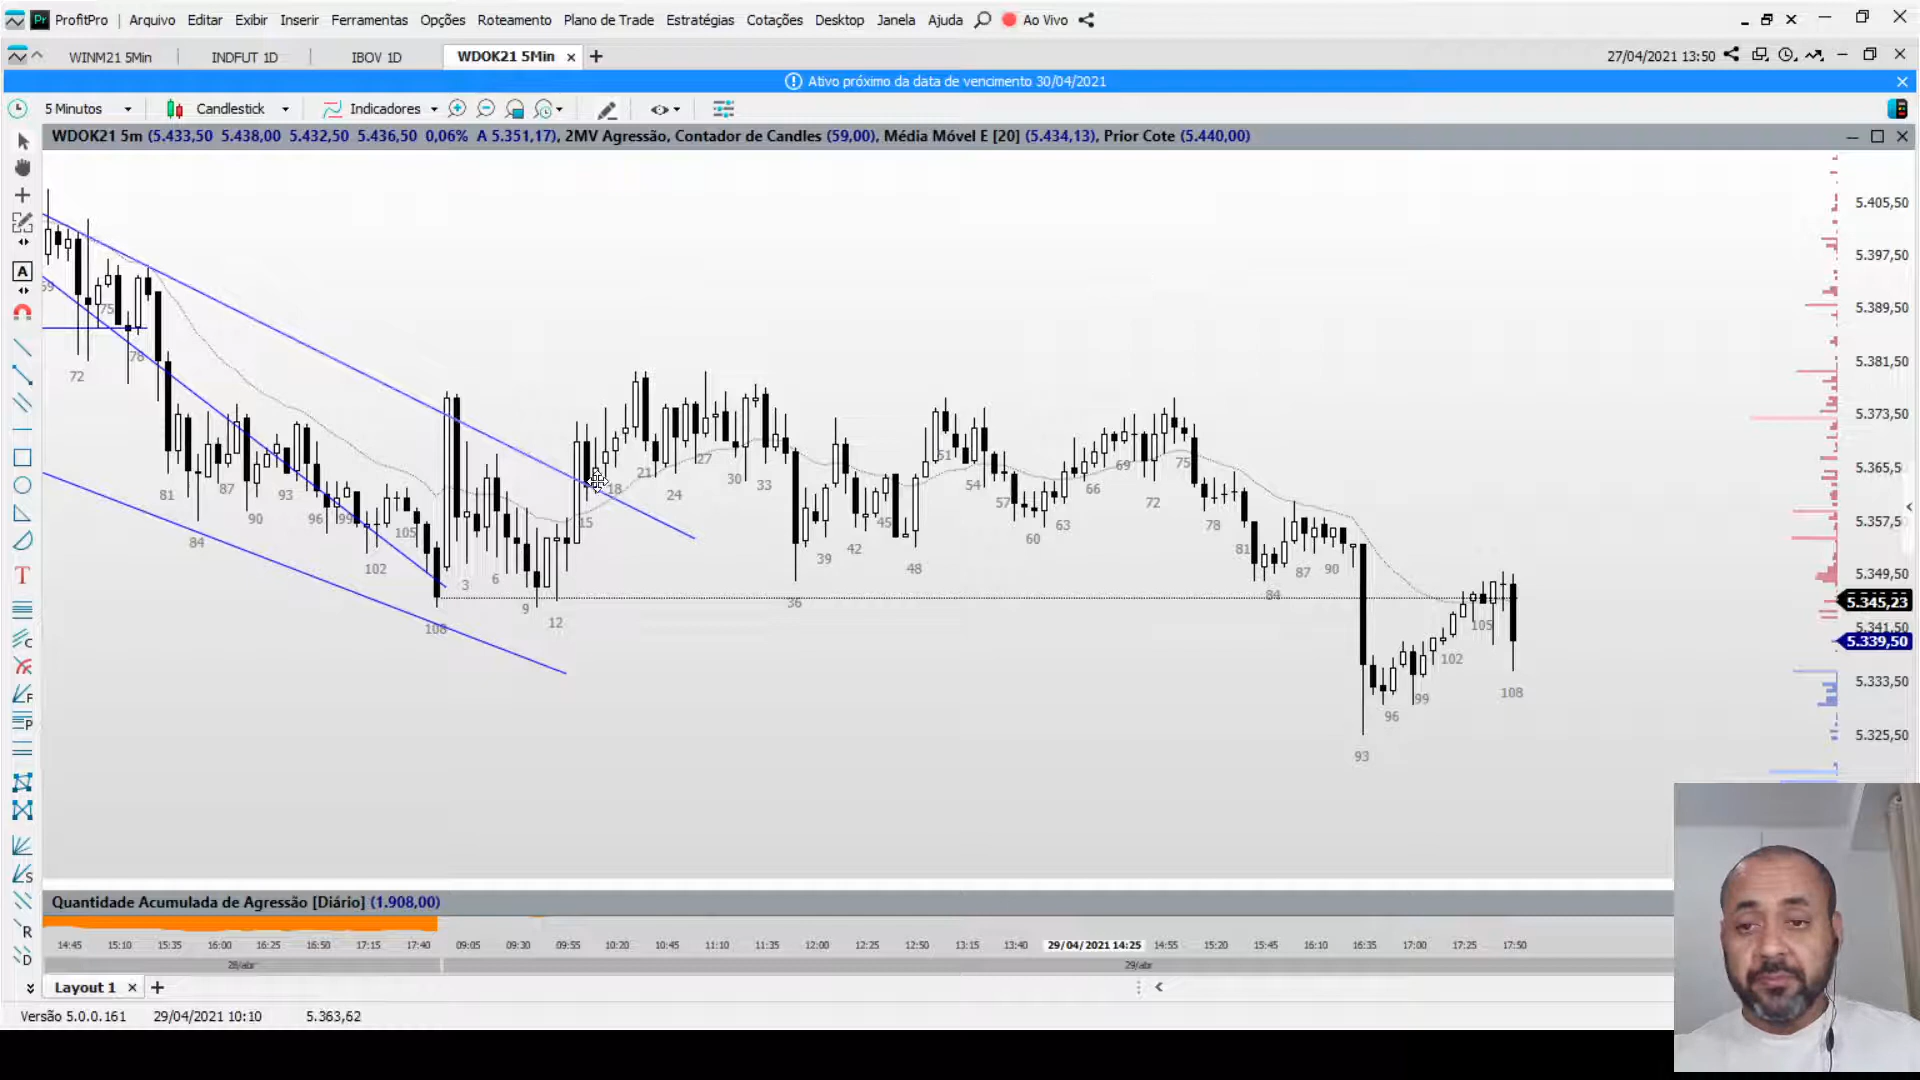 ProfitPro Arquivo Editar Exibir Inserir Ferramentas Opções Roteamento Plano de Trade Estratégias Cotações Desktop Janela Ajuda Ao Vivo
WINM21 5Min INDFUT 1D IBOV 1D WDOK21 5Min 27/04/2021 13:50
Ativo próximo da data de vencimento 30/04/2021
5 Minutos Candlestick Indicadores
WDOK21 5m (5.433,50 5.438,00 5.432,50 5.436,50 0,06% A 5.351,17), 2MV Agressão, Contador de Candles (59,00), Média Móvel E [20] (5.434,13), Prior Cote (5.440,00)
5.405,50
5.397,50
5.389,50
5.381,50
5.373,50
5.365,50
5.357,50
5.349,50
5.345,23
5.341,50
5.339,50
5.333,50
5.325,50
69 72 75 78 81 84 87 90 93 96 99 102 105 108
3 6 9 12 15 18 21 24 27 30 33 36 39 42 45 48 51 54 57 60 63 66 69 72 75 78 81 84 87 90 93 96 99 102 105 108
Quantidade Acumulada de Agressão [Diário] (1.908,00)
14:45 15:10 15:35 16:00 16:25 16:50 17:15 17:40 09:05 09:30 09:55 10:20 10:45 11:10 11:35 12:00 12:25 12:50 13:15 13:40 29/04/2021 14:25 14:55 15:20 15:45 16:10 16:35 17:00 17:25 17:50
28/abr 29/abr
Layout 1
Versão 5.0.0.161 29/04/2021 10:10 5.363,62